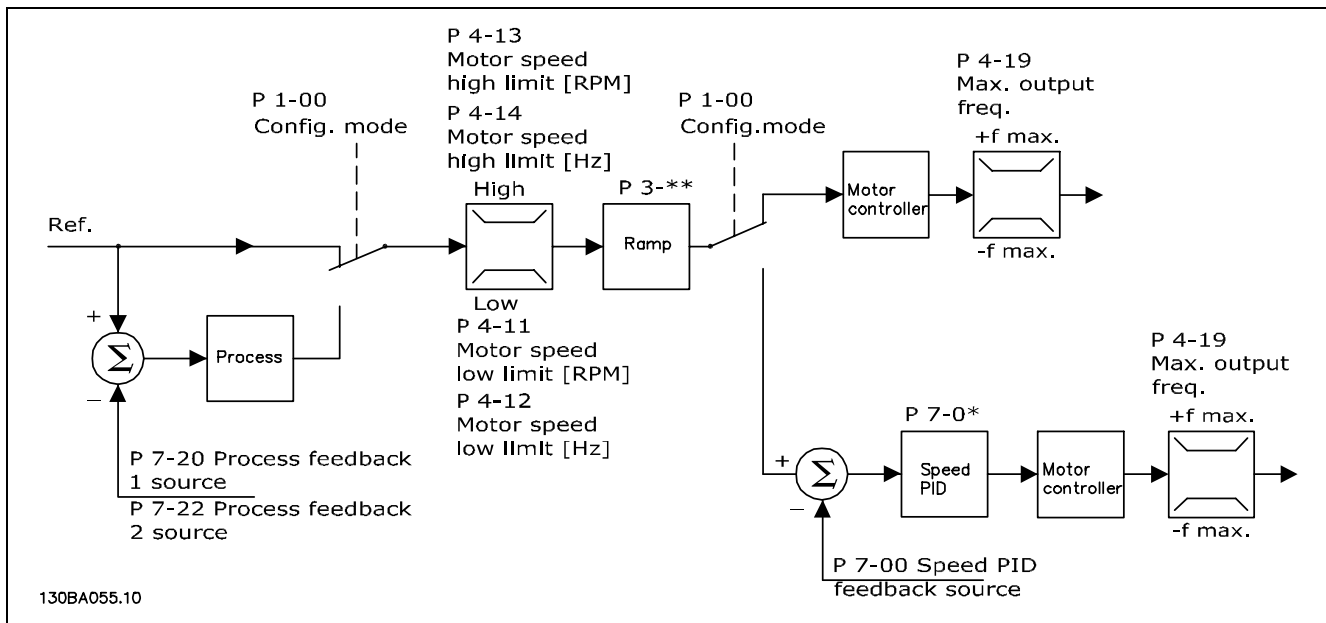 P 4-13
Motor speed
high limit [RPM]
P 4-14
Motor speed
high limit [Hz]
P 1-00
Config. mode
P 1-00
Config.mode
P 4-19
Max. output
freq.
+f max.
-f max.
High
Low
P 3-**
Ramp
Motor
controller
Ref.
+
Σ
−
Process
P 4-11
Motor speed
low limit [RPM]
P 4-12
Motor speed
low limit [Hz]
P 7-20 Process feedback
1 source
P 7-22 Process feedback
2 source
+
Σ
−
P 7-0*
Speed
PID
Motor
controller
P 4-19
Max. output
freq.
+f max.
-f max.
P 7-00 Speed PID
feedback source
130BA055.10